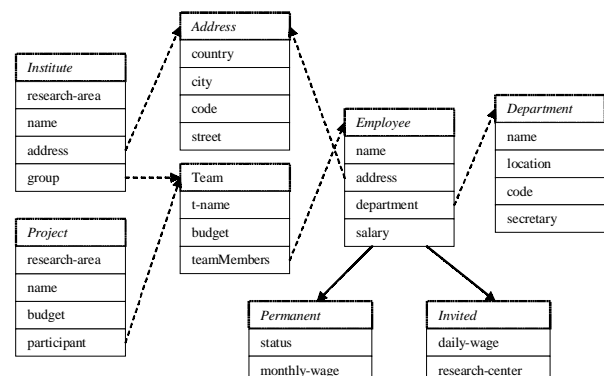 Institute
research-area
name
address
group
Address
country
city
code
street
Team
t-name
budget
teamMembers
Project
research-area
name
budget
participant
Employee
name
address
department
salary
Department
name
location
code
secretary
Permanent
status
monthly-wage
Invited
daily-wage
research-center